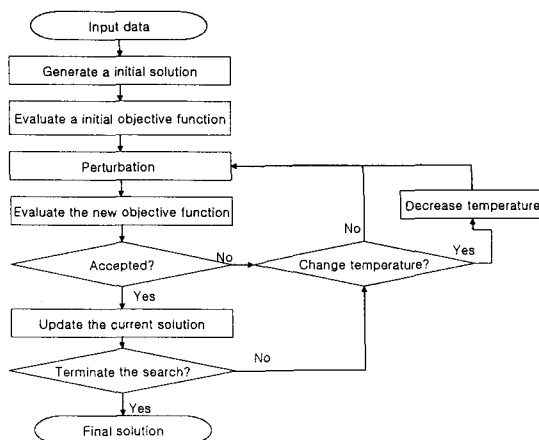 Input data
Generate a initial solution
Evaluate a initial objective function
Perturbation
Evaluate the new objective function
Decrease temperature
No
Accepted?
No
Change temperature?
Yes
Yes
Update the current solution
Terminate the search?
No
Yes
Final solution